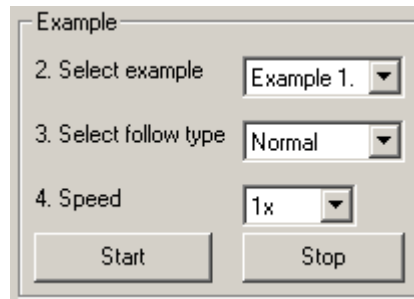 Example
2. Select example Example 1.
3. Select follow type Normal
4. Speed 1x
Start Stop